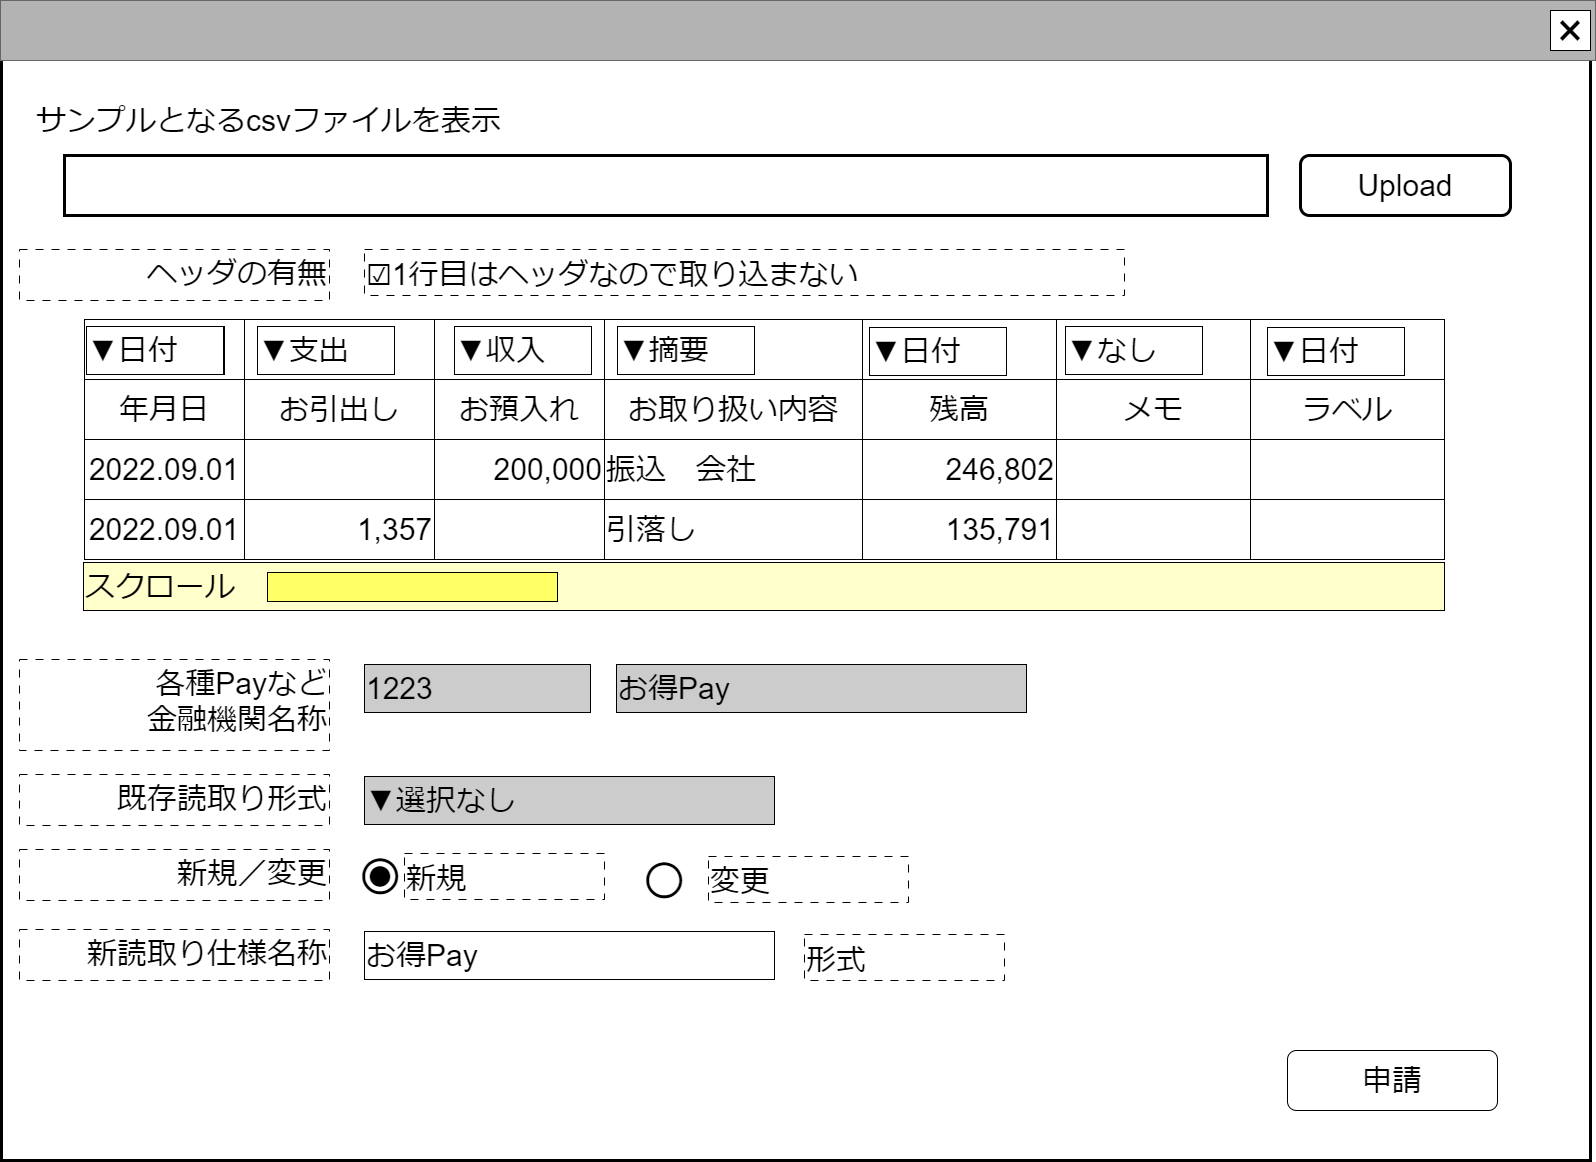 サンプルとなるcsvファイルを表示
Upload
ヘッダの有無 ☑1行目はヘッダなので取り込まない
▼日付 ▼支出 ▼収入 ▼摘要 ▼日付 ▼なし ▼日付
年月日 お引出し お預入れ お取り扱い内容 残高 メモ ラベル
2022.09.01 200,000 振込　会社 246,802
2022.09.01 1,357 引落し 135,791
スクロール
各種Payなど
金融機関名称
1223 お得Pay
既存読取り形式 ▼選択なし
新規／変更 新規 変更
新読取り仕様名称 お得Pay 形式
申請